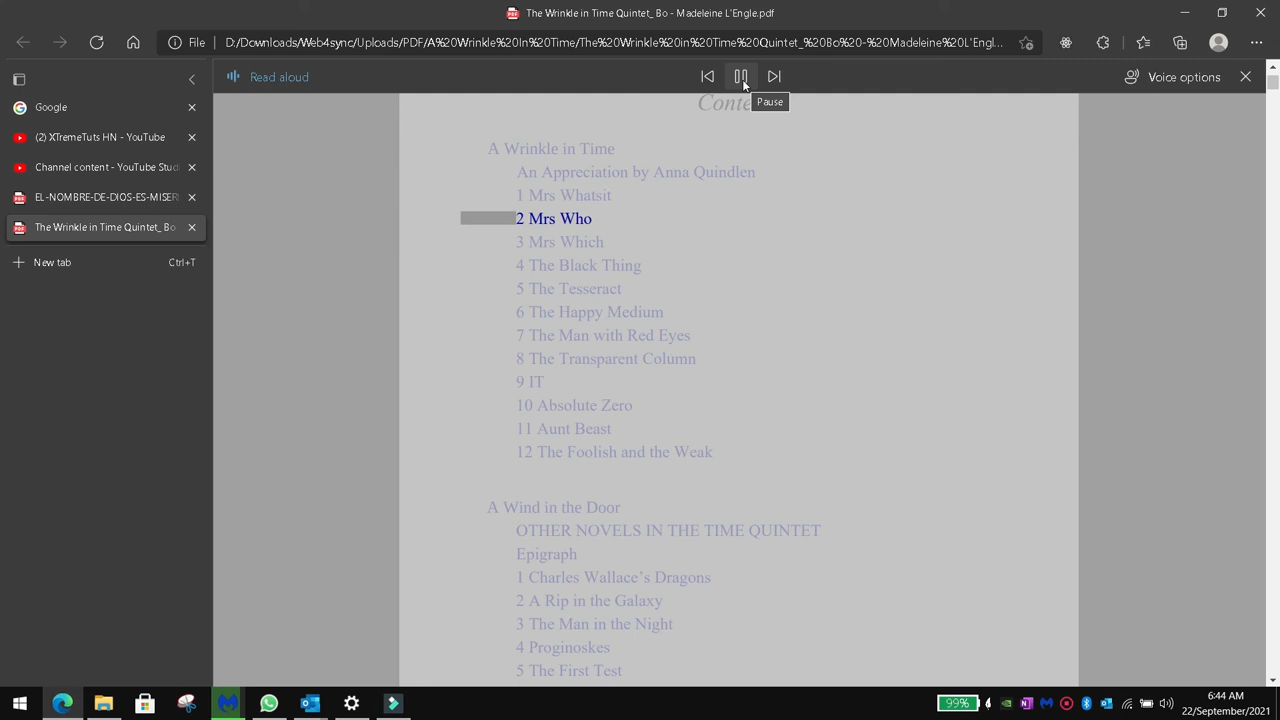 The Wrinkle in Time Quintet_ Bo - Madeleine L'Engle.pdf
File
D:/Downloads/Web4sync/Uploads/PDF/A%20Wrinkle%20In%20Time/The%20Wrinkle%20in%20Time%20Quintet_%20Bo%20-%20Madeleine%20L'Engl...
Read aloud
Voice options
Pause
Google
(2) XTremeTuts HN - YouTube
Channel content - YouTube Stud
EL-NOMBRE-DE-DIOS-ES-MISERI
The Wrinkle in Time Quintet_ Bo
New tab Ctrl+T
Conte
A Wrinkle in Time
An Appreciation by Anna Quindlen
1 Mrs Whatsit
2 Mrs Who
3 Mrs Which
4 The Black Thing
5 The Tesseract
6 The Happy Medium
7 The Man with Red Eyes
8 The Transparent Column
9 IT
10 Absolute Zero
11 Aunt Beast
12 The Foolish and the Weak
A Wind in the Door
OTHER NOVELS IN THE TIME QUINTET
Epigraph
1 Charles Wallace's Dragons
2 A Rip in the Galaxy
3 The Man in the Night
4 Proginoskes
5 The First Test
99%
6:44 AM
22/September/2021